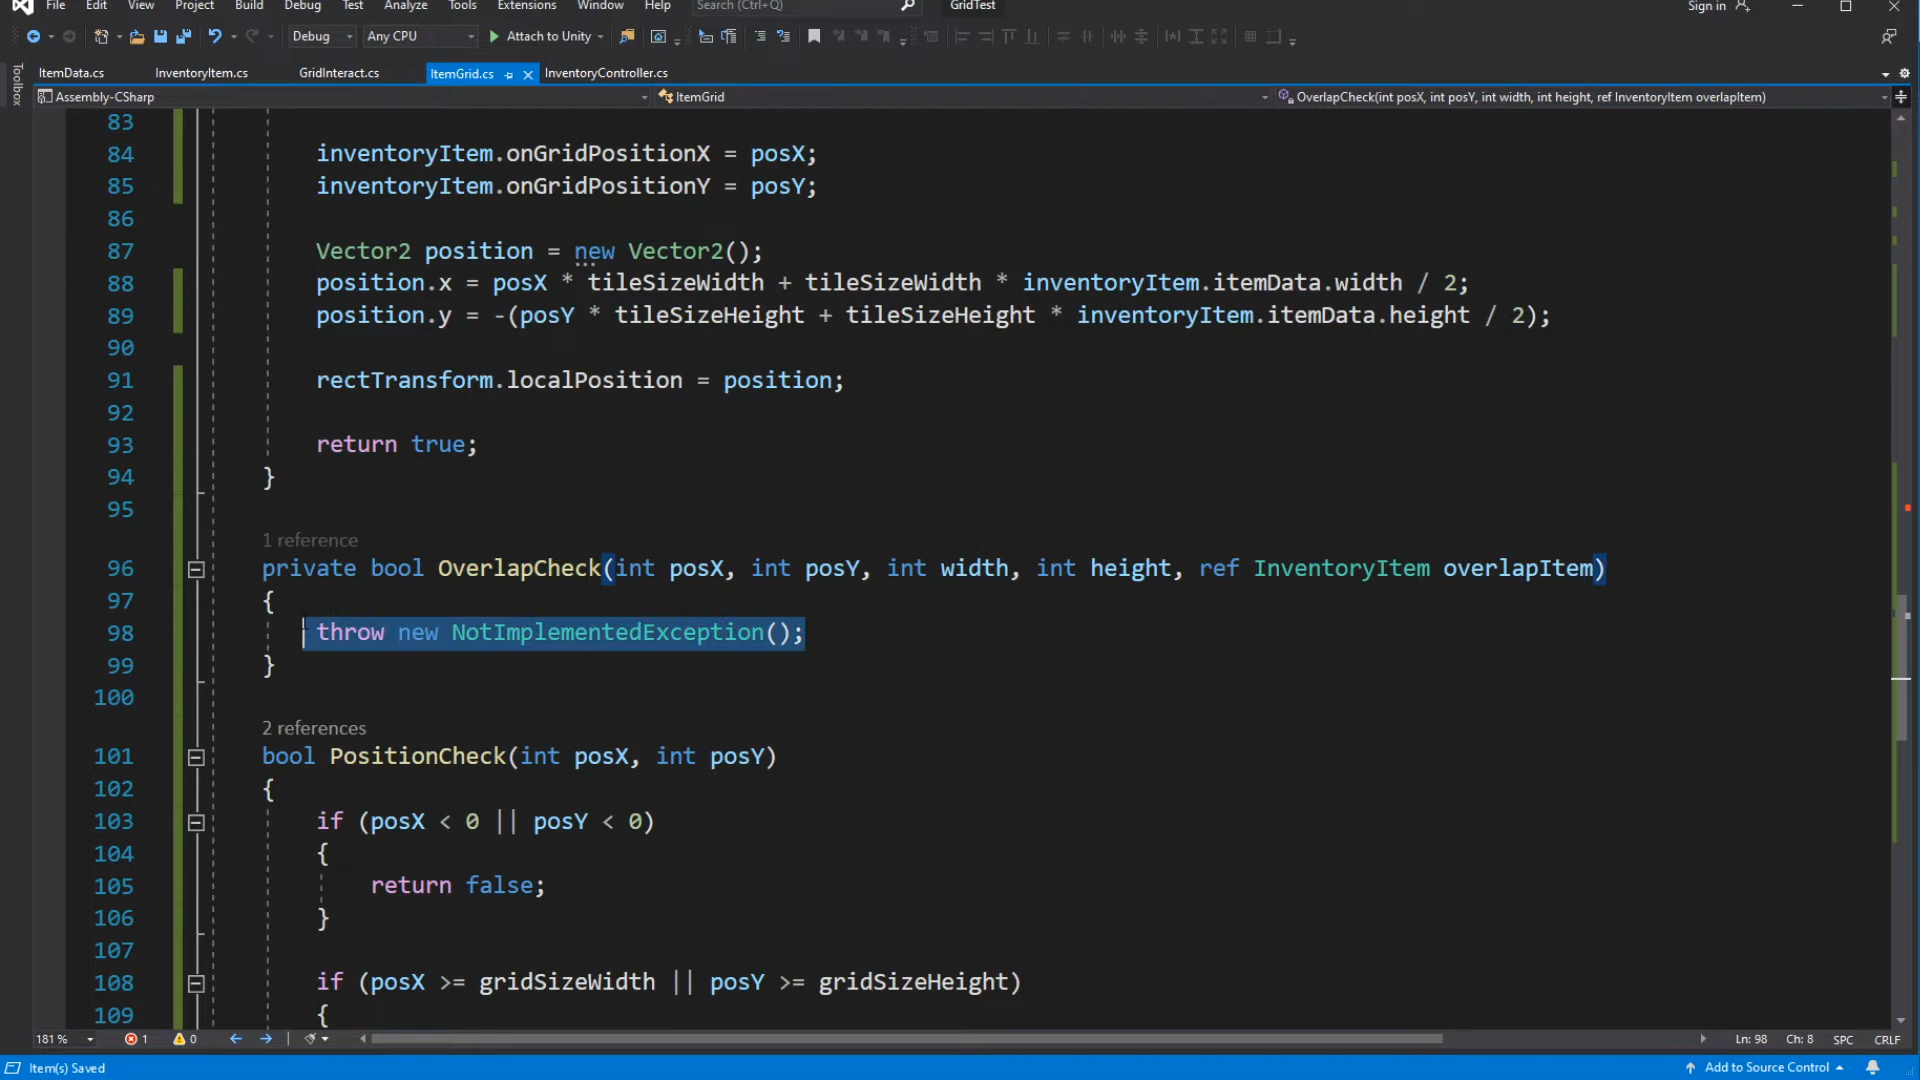 File Edit View Project Build Debug Test Analyze Tools Extensions Window Help Search (Ctrl+Q) GridTest Sign in
Debug Any CPU Attach to Unity
Toolbox
ItemData.cs InventoryItem.cs GridInteract.cs ItemGrid.cs InventoryController.cs
Assembly-CSharp ItemGrid OverlapCheck(int posX, int posY, int width, int height, ref InventoryItem overlapItem)
83
84 inventoryItem.onGridPositionX = posX;
85 inventoryItem.onGridPositionY = posY;
86
87 Vector2 position = new Vector2();
88 position.x = posX * tileSizeWidth + tileSizeWidth * inventoryItem.itemData.width / 2;
89 position.y = -(posY * tileSizeHeight + tileSizeHeight * inventoryItem.itemData.height / 2);
90
91 rectTransform.localPosition = position;
92
93 return true;
94 }
95
1 reference
96 private bool OverlapCheck(int posX, int posY, int width, int height, ref InventoryItem overlapItem)
97 {
98 throw new NotImplementedException();
99 }
100
2 references
101 bool PositionCheck(int posX, int posY)
102 {
103 if (posX < 0 || posY < 0)
104 {
105 return false;
106 }
107
108 if (posX >= gridSizeWidth || posY >= gridSizeHeight)
109 {
181 % 1 0 Ln: 98 Ch: 8 SPC CRLF
Item(s) Saved Add to Source Control